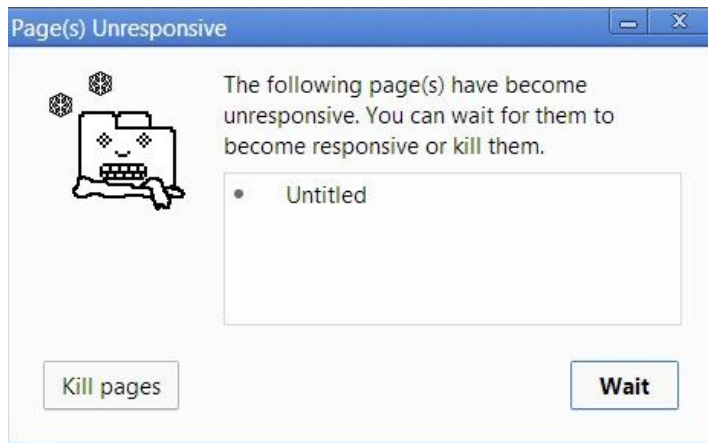 Page(s) Unresponsive
The following page(s) have become
unresponsive. You can wait for them to
become responsive or kill them.
Untitled
Kill pages
Wait